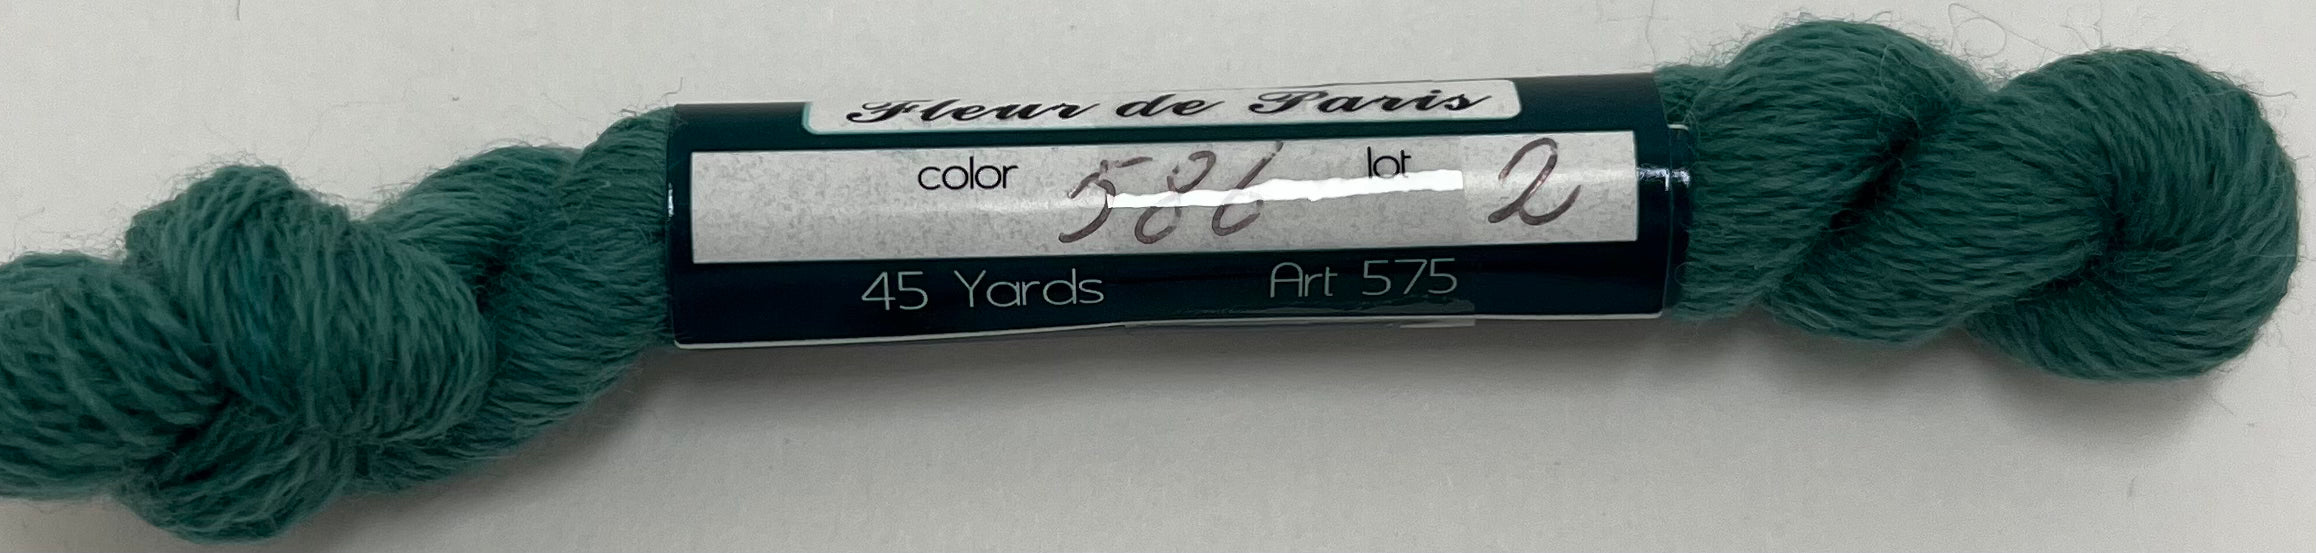 Fleur de Paris
color 586 lot 2
45 Yards Art 575